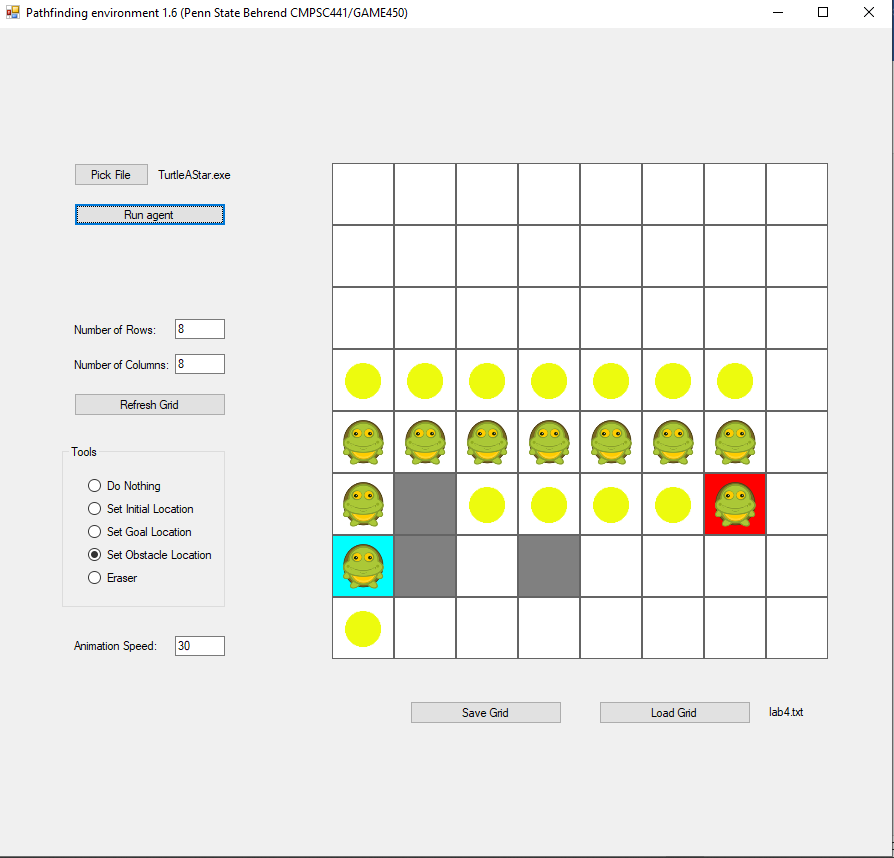 Pathfinding environment 1.6 (Penn State Behrend CMPSC441/GAME450)
Pick File TurtleAStar.exe
Run agent
Number of Rows: 8
Number of Columns: 8
Refresh Grid
Tools
Do Nothing
Set Initial Location
Set Goal Location
Set Obstacle Location
Eraser
Animation Speed: 30
Save Grid Load Grid lab4.txt